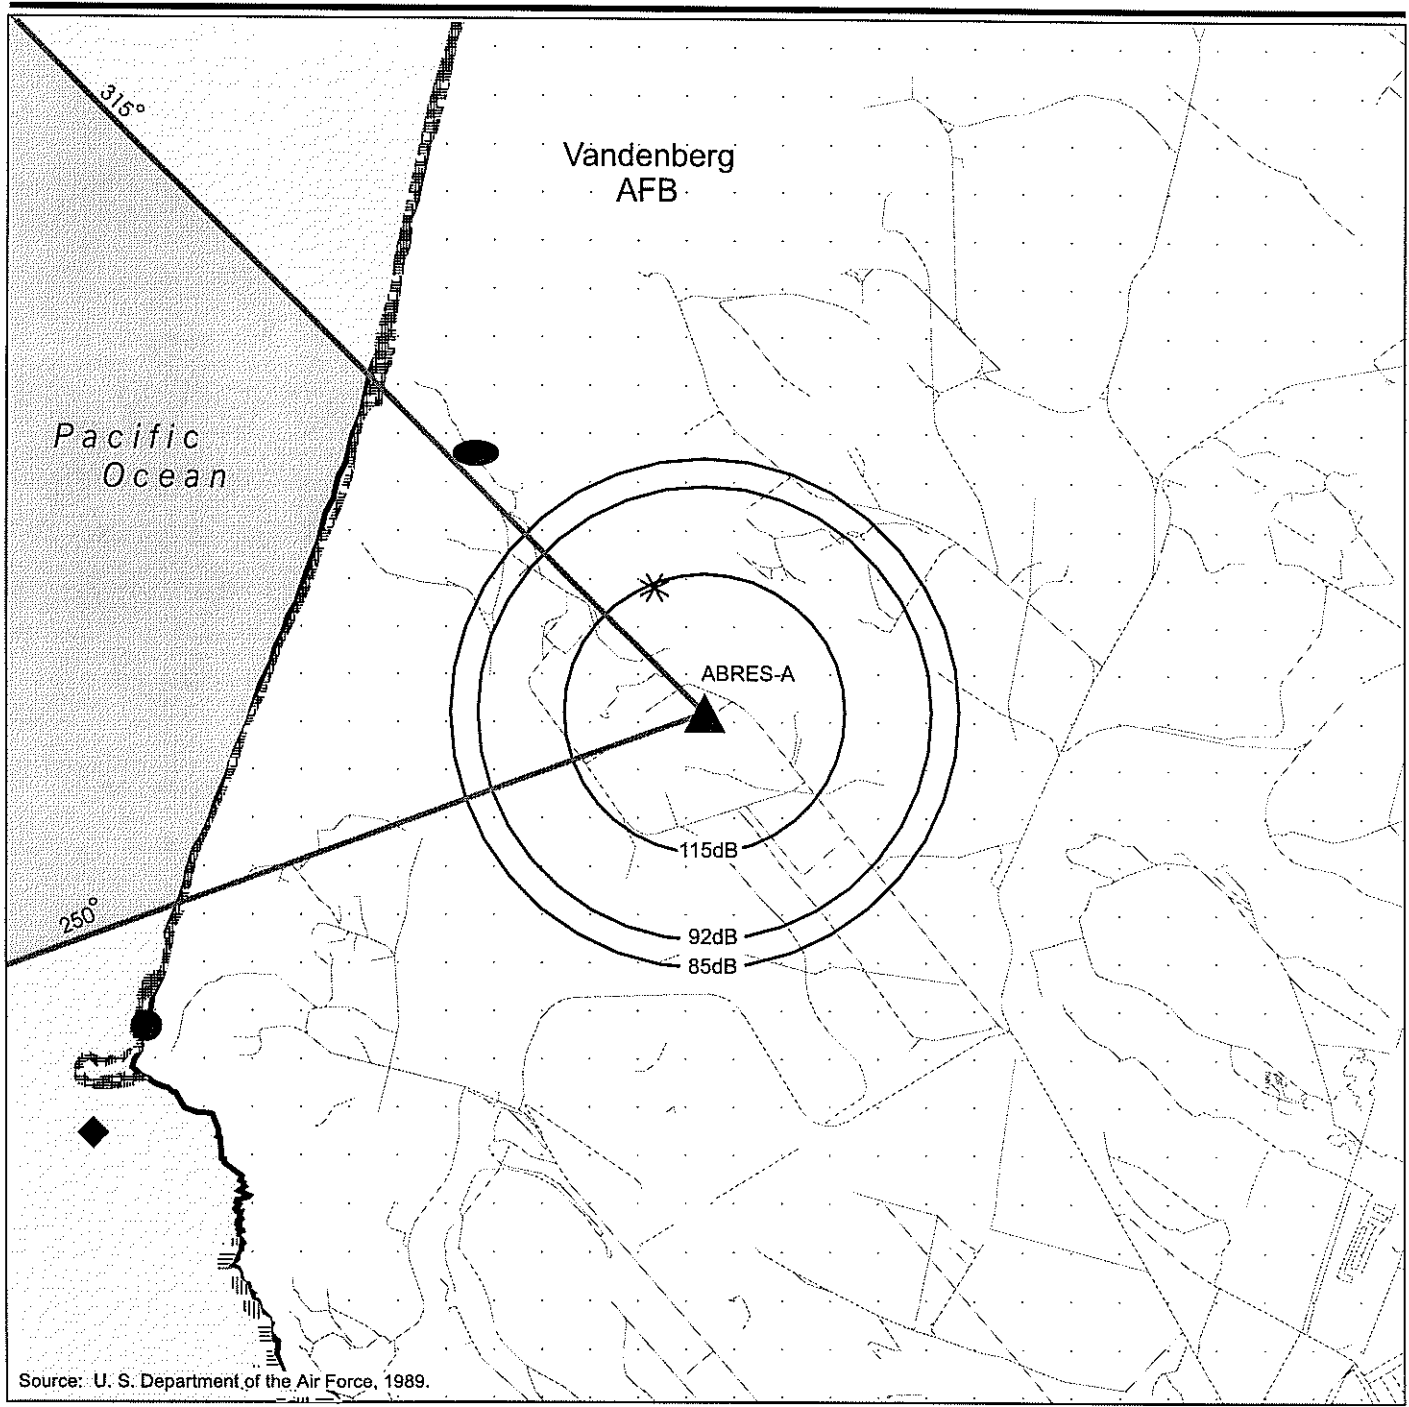 315°
Vandenberg
AFB
Pacific
Ocean
ABRES-A
115dB
250°
92dB
85dB
Source: U. S. Department of the Air Force, 1989.